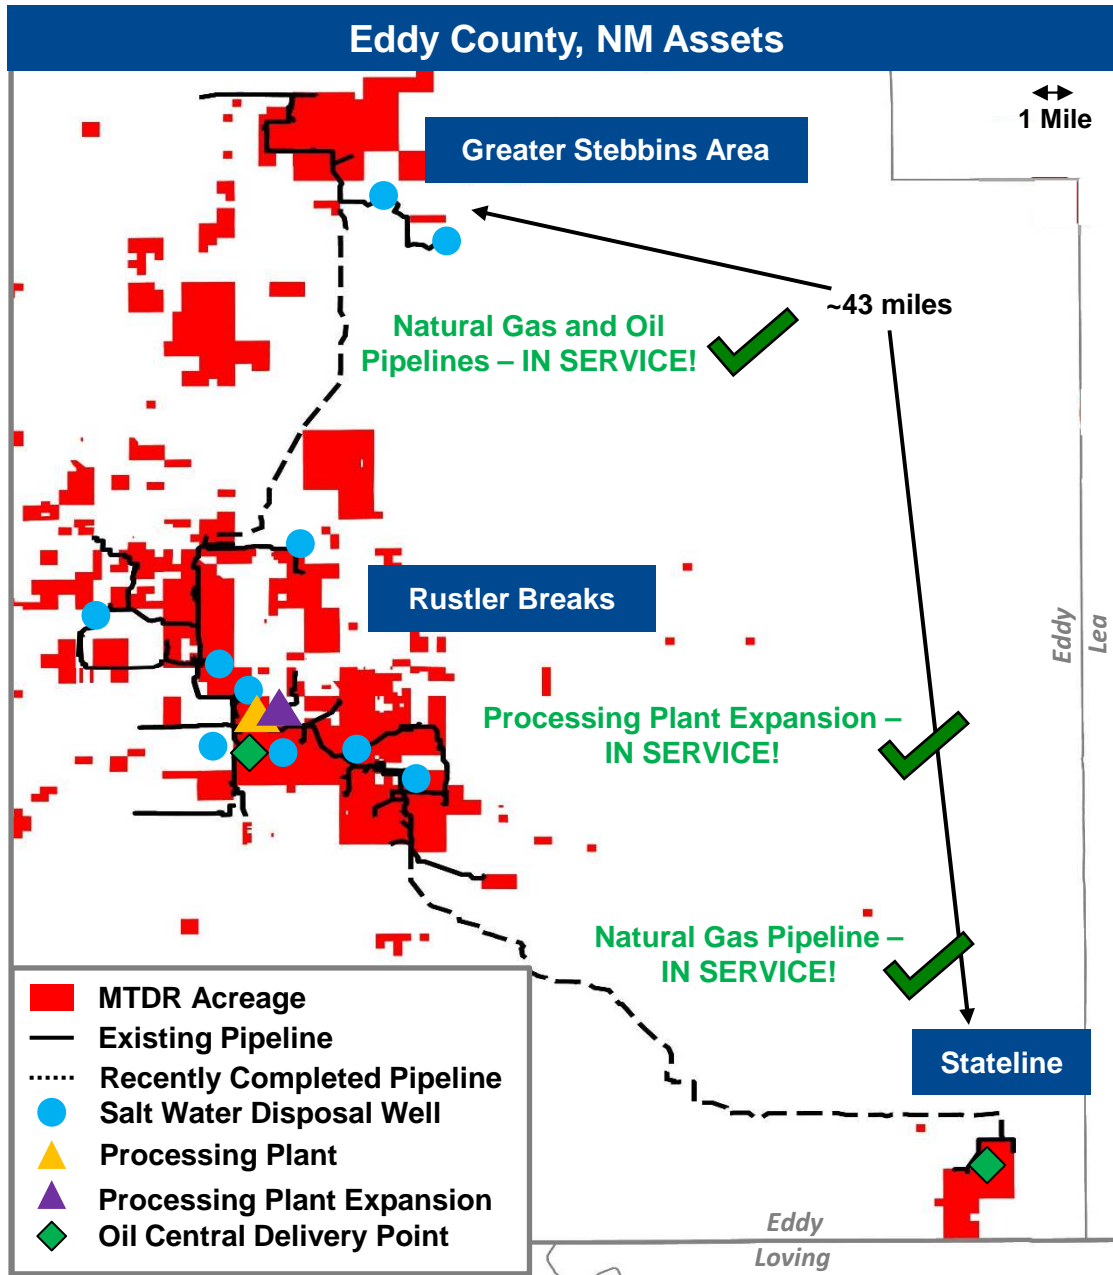 Eddy County, NM Assets
1 Mile
Greater Stebbins Area
~43 miles
Natural Gas and Oil
Pipelines – IN SERVICE!
Rustler Breaks
Eddy
Lea
Processing Plant Expansion –
IN SERVICE!
Natural Gas Pipeline –
IN SERVICE!
Stateline
MTDR Acreage
Existing Pipeline
Recently Completed Pipeline
Salt Water Disposal Well
Processing Plant
Processing Plant Expansion
Oil Central Delivery Point
Eddy
Loving